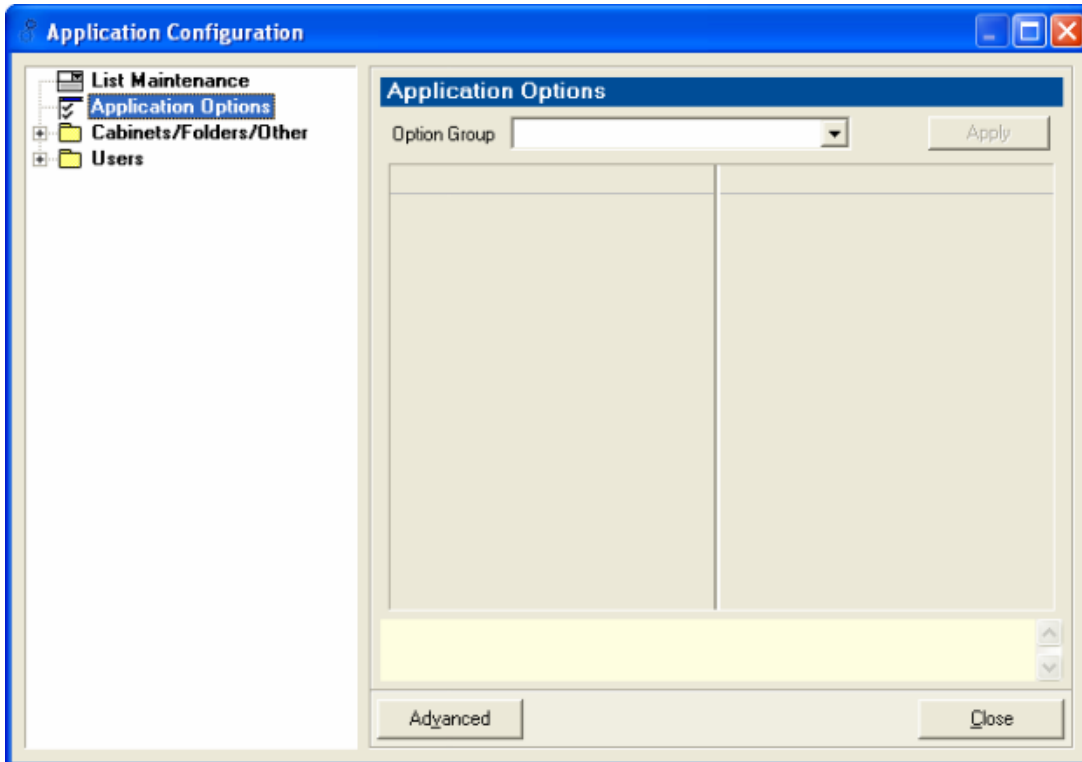 Application Configuration
List Maintenance
Application Options
Cabinets/Folders/Other
Users
Application Options
Option Group
Apply
Advanced
Close